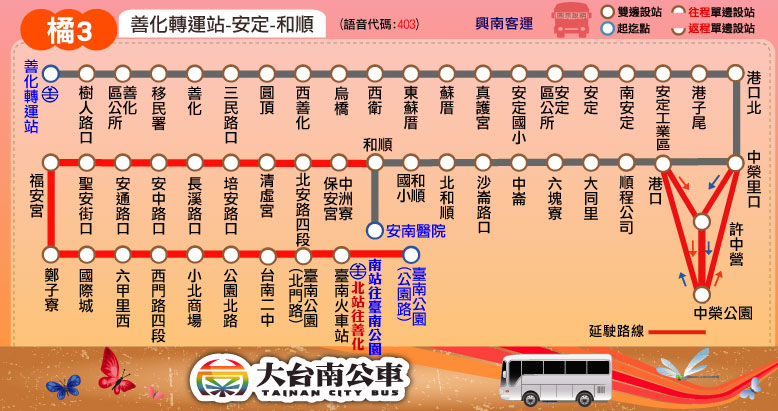 橘3
善化轉運站-安定-和順
(語音代碼:403)
興南客運
雙邊設站
往程單邊設站
起迄點
返程單邊設站
善化轉運站
樹人路口
善化區公所
移民署
善化
三民路口
圓頂
西善化
烏橋
西衛
東蘇厝
蘇厝
真護宮
安定國小
安定區公所
安定
南安定
安定工業區
港子尾
港口北
中榮里口
許中營
中榮公園
港口
順程公司
大同里
六塊寮
中崙
沙崙路口
北和順
和順國小
和順
安南醫院
中洲寮保安宮
北安路四段
清虛宮
培安路口
長溪路口
安中路口
安通路口
聖安街口
福安宮
鄭子寮
國際城
六甲里西
西門路四段
小北商場
公園北路
台南二中
臺南公園(北門路)
臺南火車站
北站往善化
南站往臺南公園
臺南公園(公園路)
延駛路線
大台南公車
TAINAN CITY BUS